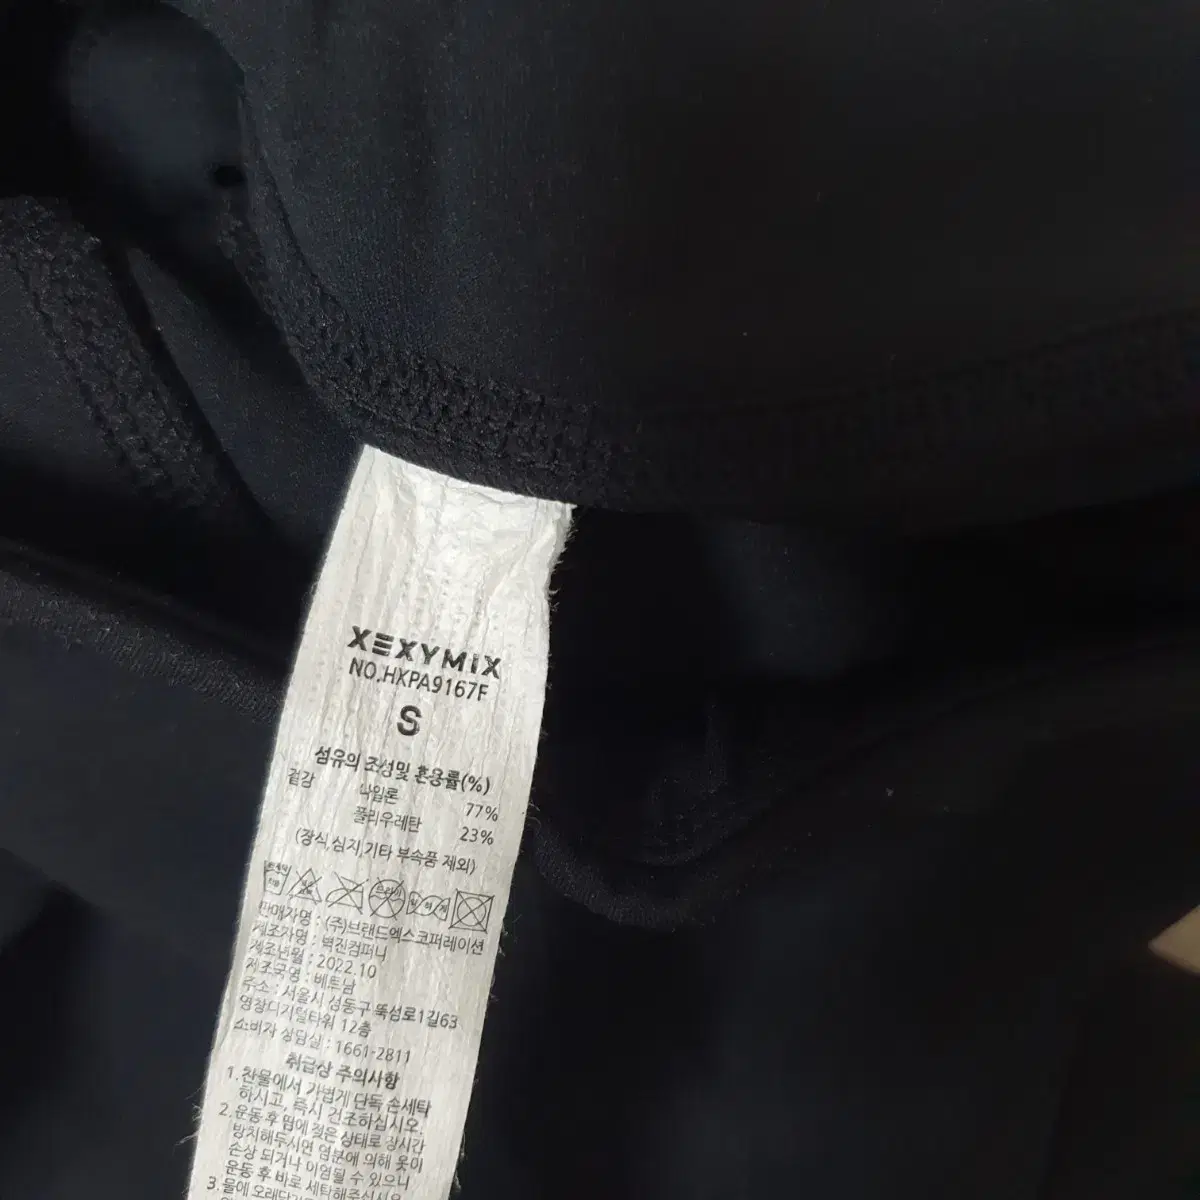 XEXYMIX
NO.HXPA9167F
S
섬유의 조성및 혼용률(%)
겉감 나일론 77%
폴리우레탄 23%
(장식,심지,기타 부속품 제외)
판매자명 : (주)브랜드엑스코퍼레이션
제조자명 : 벽진컴퍼니
제조년월 : 2022.10
제조국명 : 베트남
주소 : 서울시 성동구 뚝섬로1길63
영창디지털타워 12층
소비자 상담실 : 1661-2811
취급상 주의사항
1.찬물에서 가볍게 단독 손세탁
하시고, 즉시 건조하십시오.
2.운동 후 땀에 젖은 상태로 장시간
방치해두시면 염분에 의해 옷이
손상 되거나 이염될 수 있으니
운동 후 바로 세탁해주십시오.
3.물에 오래